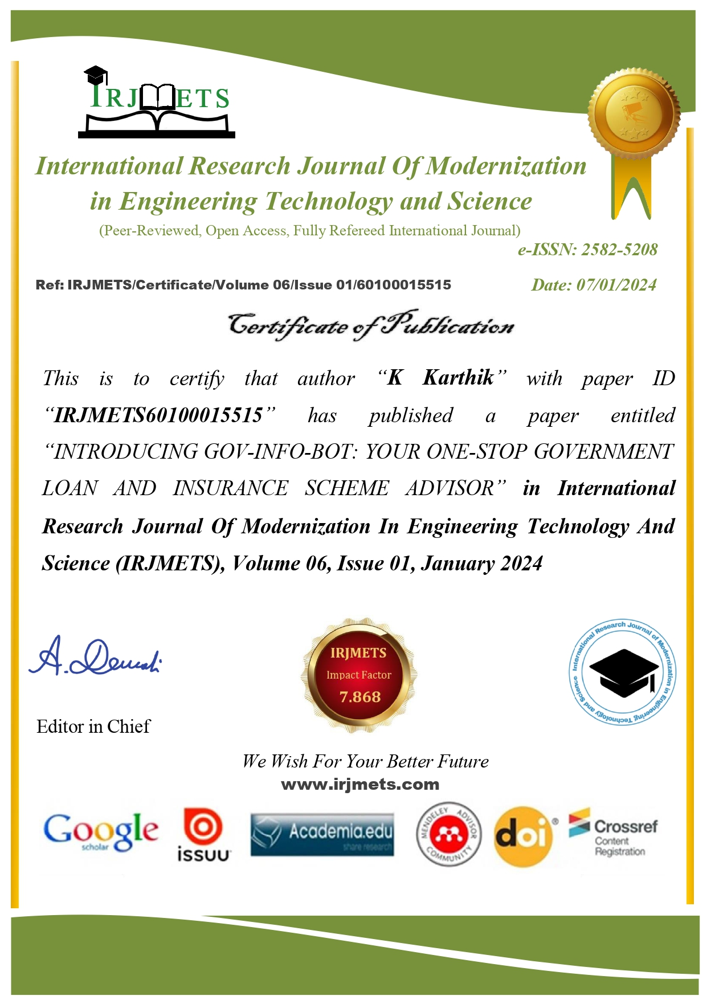 IRJMETS
International Research Journal Of Modernization
in Engineering Technology and Science
(Peer-Reviewed, Open Access, Fully Refereed International Journal)
e-ISSN: 2582-5208
Ref: IRJMETS/Certificate/Volume 06/Issue 01/60100015515
Date: 07/01/2024
Certificate of Publication
This is to certify that author “K Karthik” with paper ID
“IRJMETS60100015515” has published a paper entitled
“INTRODUCING GOV-INFO-BOT: YOUR ONE-STOP GOVERNMENT
LOAN AND INSURANCE SCHEME ADVISOR” in International
Research Journal Of Modernization In Engineering Technology And
Science (IRJMETS), Volume 06, Issue 01, January 2024
IRJMETS
Impact Factor
7.868
International Research Journal of Modernization in Engineering Technology and Science
Editor in Chief
We Wish For Your Better Future
www.irjmets.com
Google
scholar
issuu
Academia.edu
share research
MENDELEY ADVISOR
COMMUNITY
doi®
Crossref
Content
Registration